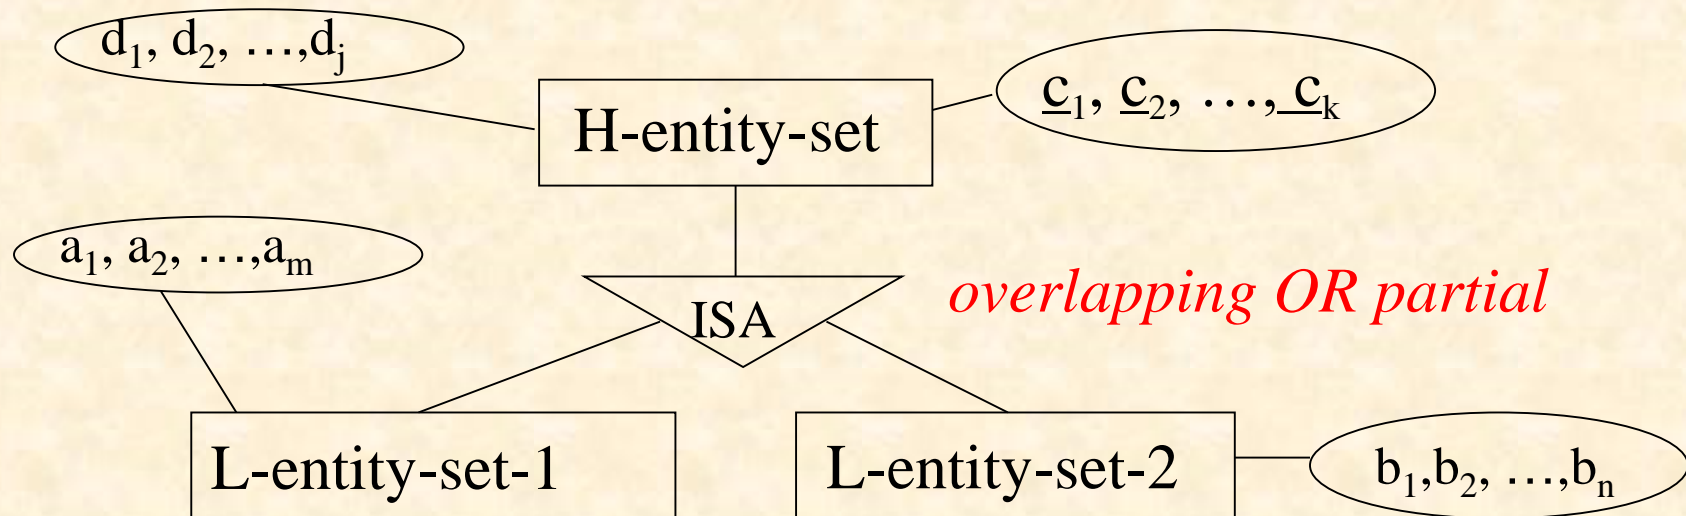 d₁, d₂, …,dⱼ
H-entity-set
c₁, c₂, …, cₖ
a₁, a₂, …,aₘ
ISA
overlapping OR partial
L-entity-set-1
L-entity-set-2
b₁,b₂, …,bₙ